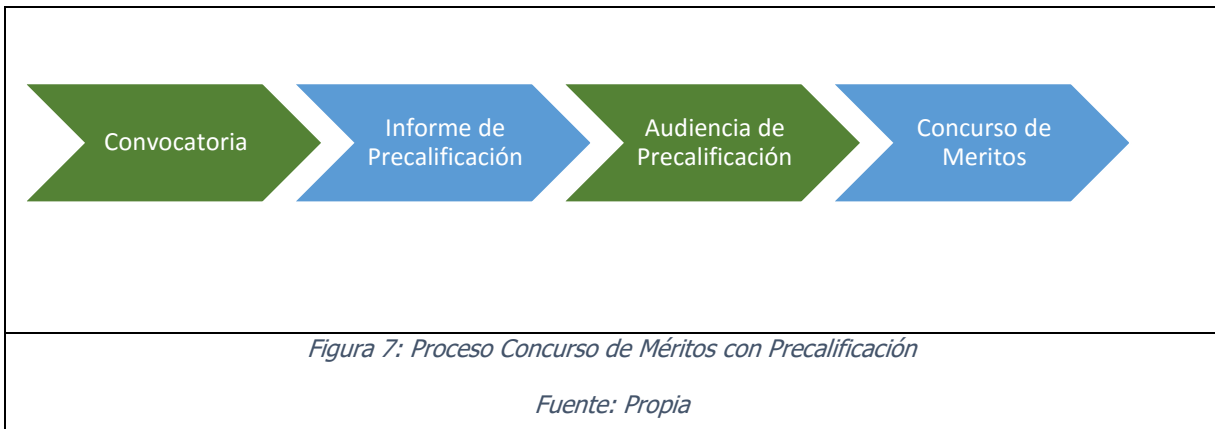 Convocatoria
Informe de
Precalificación
Audiencia de
Precalificación
Concurso de
Meritos
Figura 7: Proceso Concurso de Méritos con Precalificación
Fuente: Propia